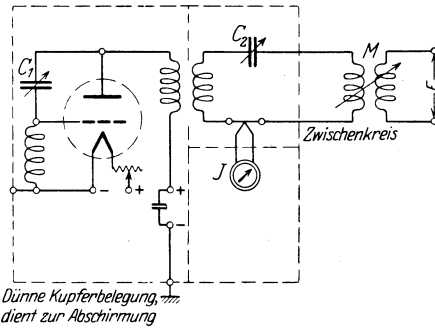 C₁
C₂
M
E
Zwischenkreis
J
- +
+
-
Dünne Kupferbelegung,
dient zur Abschirmung